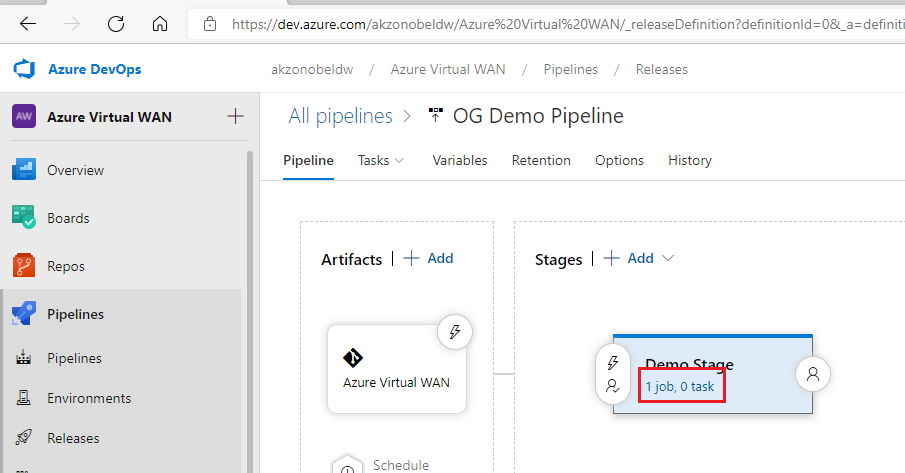 https://dev.azure.com/akzonobeldw/Azure%20Virtual%20WAN/_releaseDefinition?definitionId=0&_a=definiti
Azure DevOps
akzonobeldw / Azure Virtual WAN / Pipelines / Releases
AW Azure Virtual WAN
All pipelines > OG Demo Pipeline
Pipeline Tasks Variables Retention Options History
Overview
Boards
Repos
Pipelines
Pipelines
Environments
Releases
Artifacts | + Add
Stages | + Add
Azure Virtual WAN
Demo Stage
1 job, 0 task
Schedule